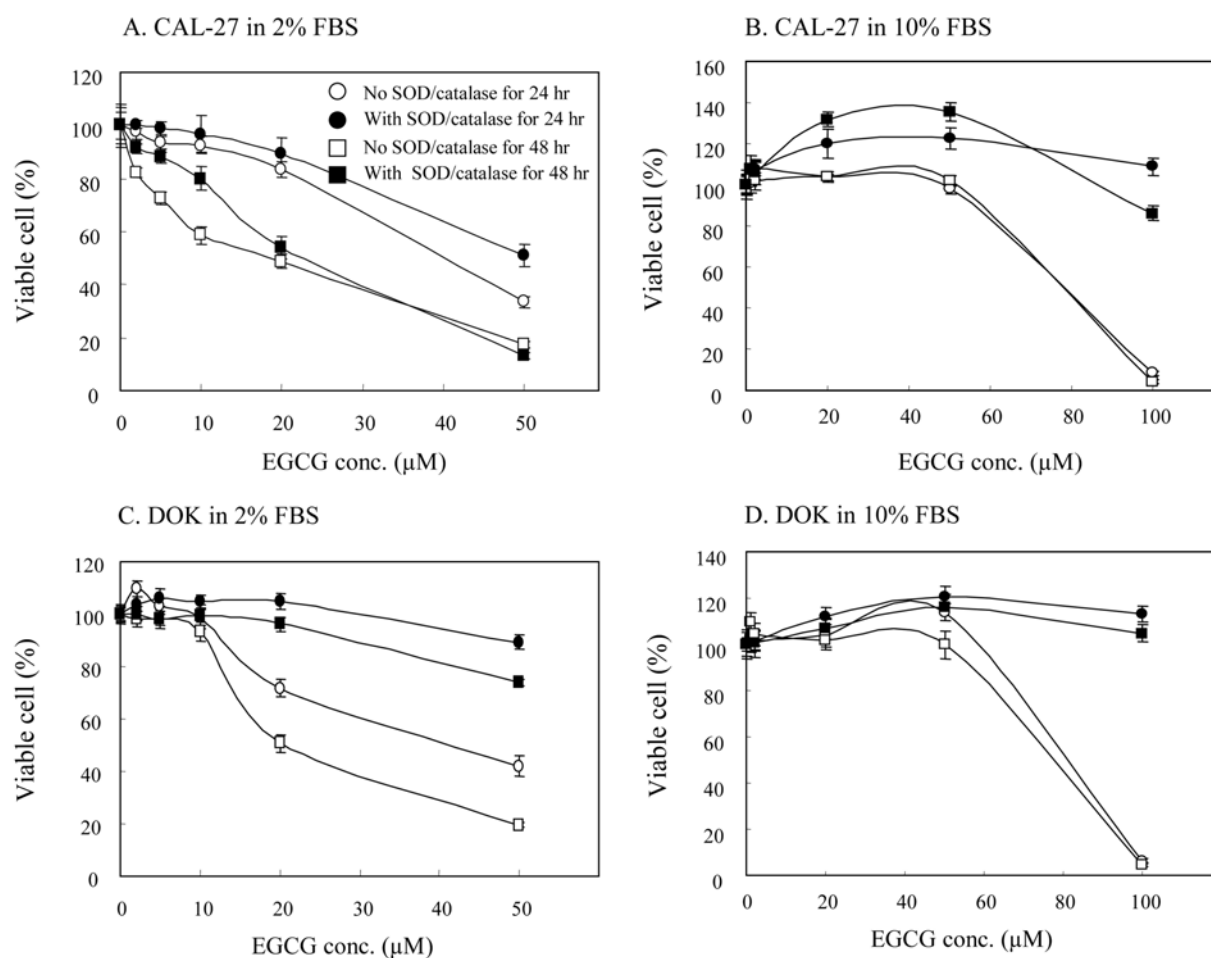 A. CAL-27 in 2% FBS
120
100
80
60
40
20
0
Viable cell (%)
No SOD/catalase for 24 hr
With SOD/catalase for 24 hr
No SOD/catalase for 48 hr
With SOD/catalase for 48 hr
0 10 20 30 40 50
EGCG conc. (μM)
B. CAL-27 in 10% FBS
160
140
120
100
80
60
40
20
0
Viable cell (%)
0 20 40 60 80 100
EGCG conc. (μM)
C. DOK in 2% FBS
120
100
80
60
40
20
0
Viable cell (%)
0 10 20 30 40 50
EGCG conc. (μM)
D. DOK in 10% FBS
140
120
100
80
60
40
20
0
Viable cell (%)
0 20 40 60 80 100
EGCG conc. (μM)